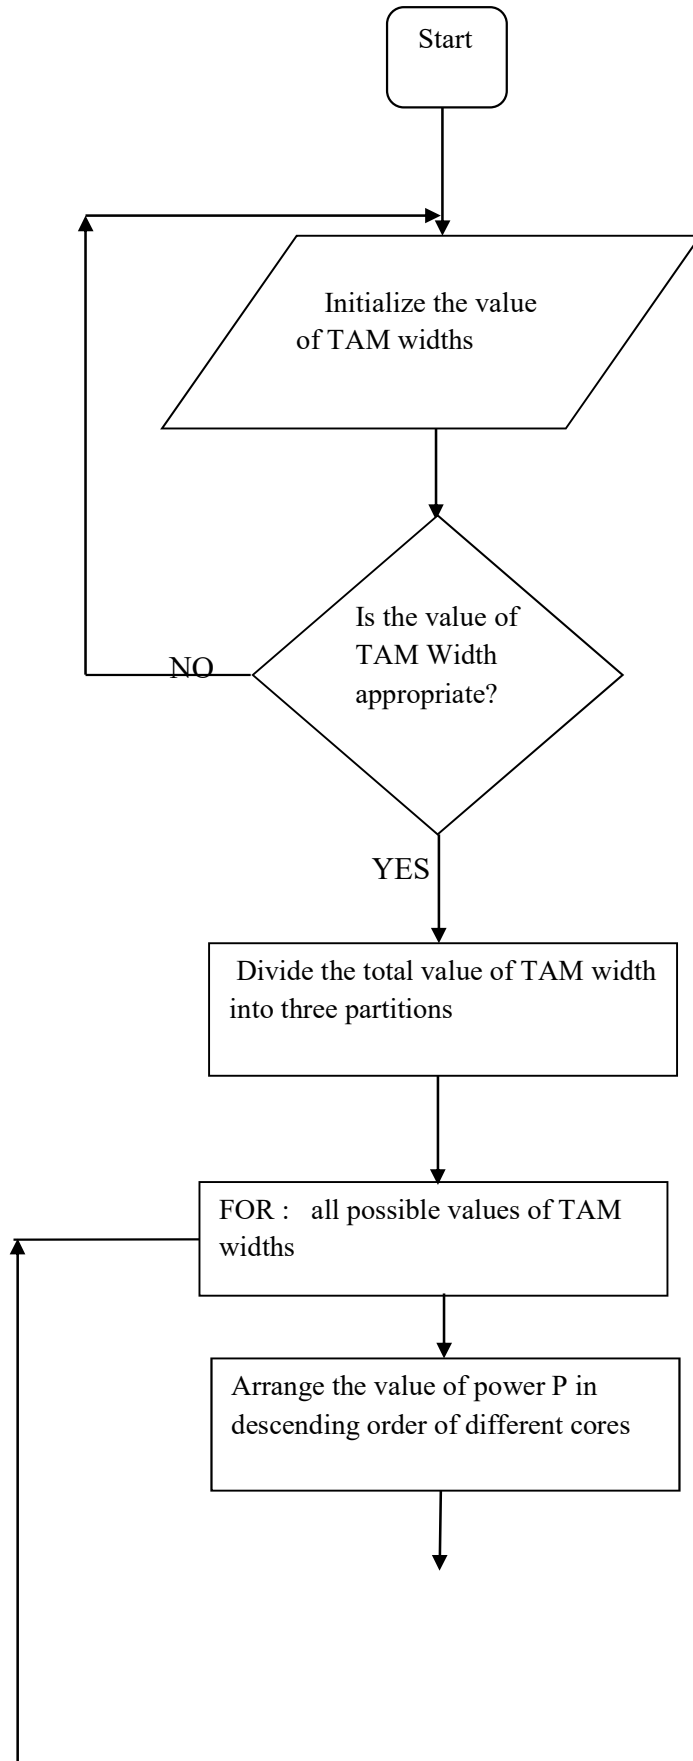 Start
Initialize the value
of TAM widths
Is the value of
TAM Width
appropriate?
NO
YES
Divide the total value of TAM width
into three partitions
FOR :   all possible values of TAM
widths
Arrange the value of power P in
descending order of different cores